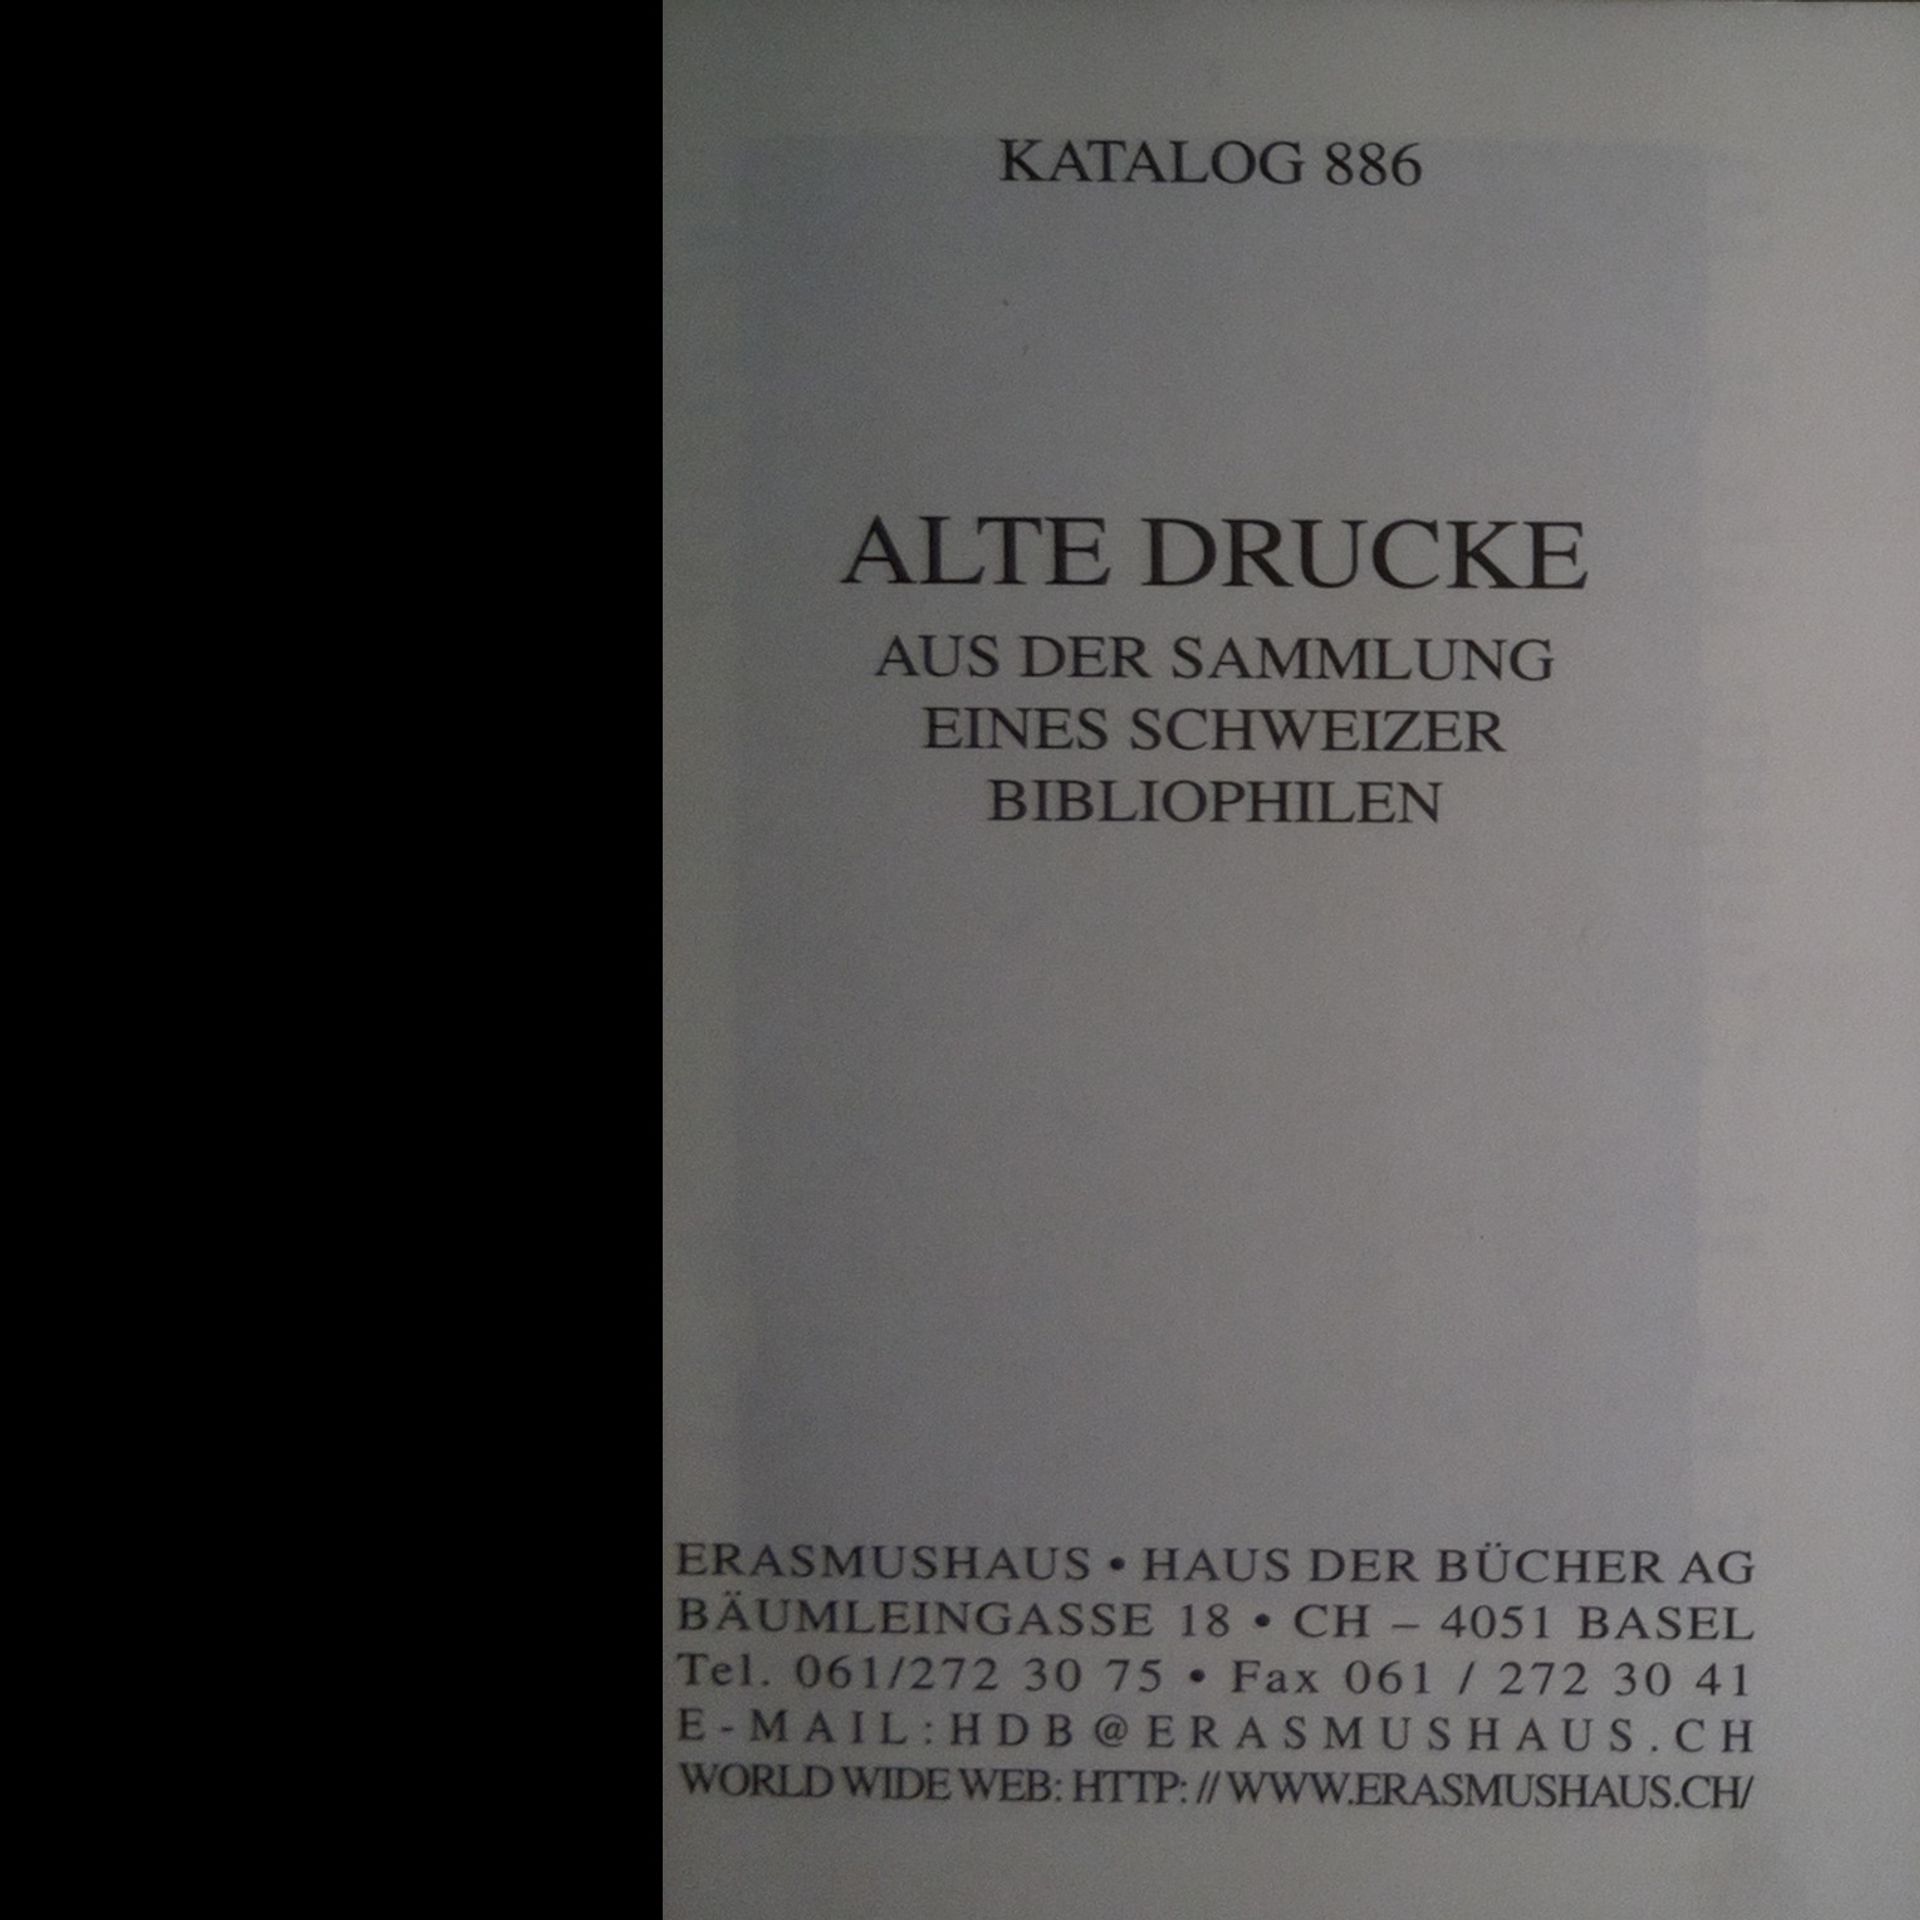 KATALOG 886
ALTE DRUCKE
AUS DER SAMMLUNG
EINES SCHWEIZER
BIBLIOPHILEN
ERASMUSHAUS • HAUS DER BÜCHER AG
BÄUMLEINGASSE 18 • CH – 4051 BASEL
Tel. 061/272 30 75 • Fax 061 / 272 30 41
E-MAIL:HDB@ERASMUSHAUS.CH
WORLD WIDE WEB: HTTP: // WWW.ERASMUSHAUS.CH/